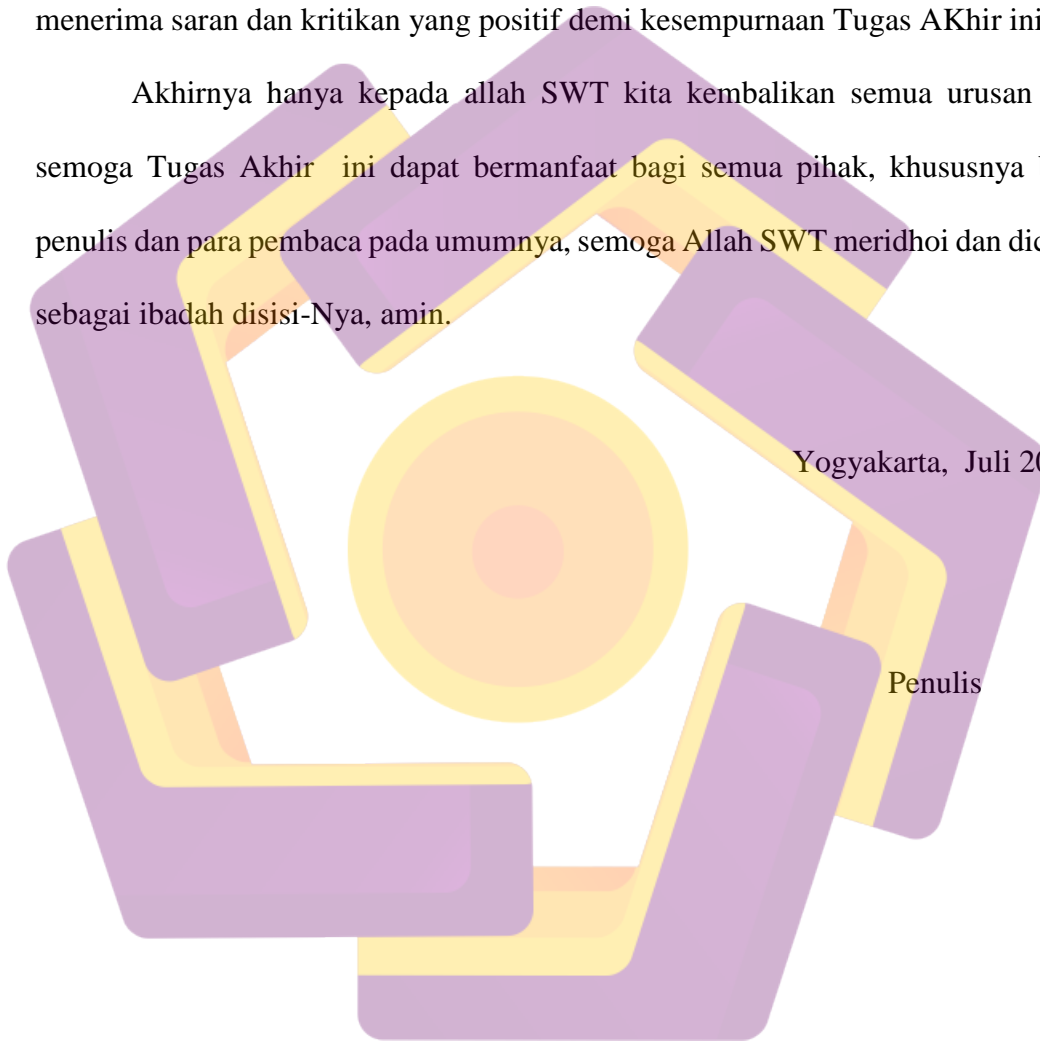 menerima saran dan kritikan yang positif demi kesempurnaan Tugas AKhir ini
Akhirnya hanya kepada allah SWT kita kembalikan semua urusan
semoga Tugas Akhir ini dapat bermanfaat bagi semua pihak, khususnya
penulis dan para pembaca pada umumnya, semoga Allah SWT meridhoi dan
sebagai ibadah disisi-Nya, amin.
Yogyakarta, Juli
Penulis